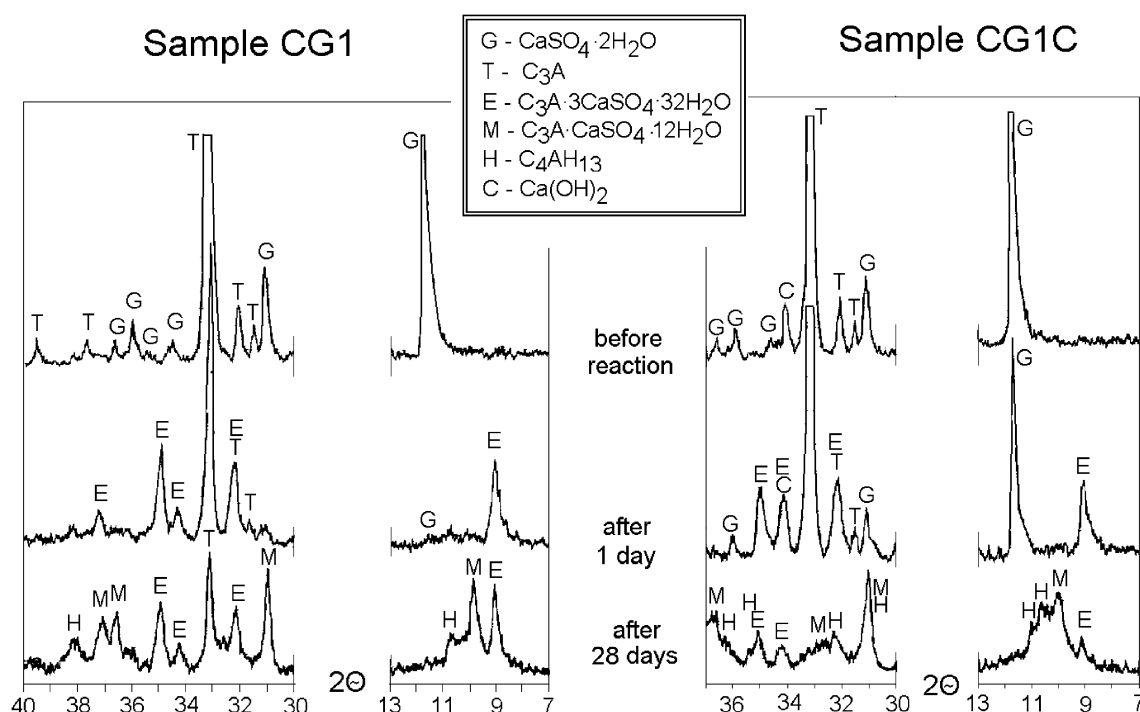 Sample CG1
Sample CG1C
G - CaSO4·2H2O
T - C3A
E - C3A·3CaSO4·32H2O
M - C3A·CaSO4·12H2O
H - C4AH13
C - Ca(OH)2
T
G
T
G
T T G G G G T T G
G G G C T T G
before
reaction
E E E E T T
G E
G E E C E T T G
G E
after
1 day
H M M E E T E M
H M E
M H H E E M H M H
H H M E
after
28 days
40 38 36 34 32 30
2Θ
13 11 9 7
36 34 32 30
2Θ
13 11 9 7